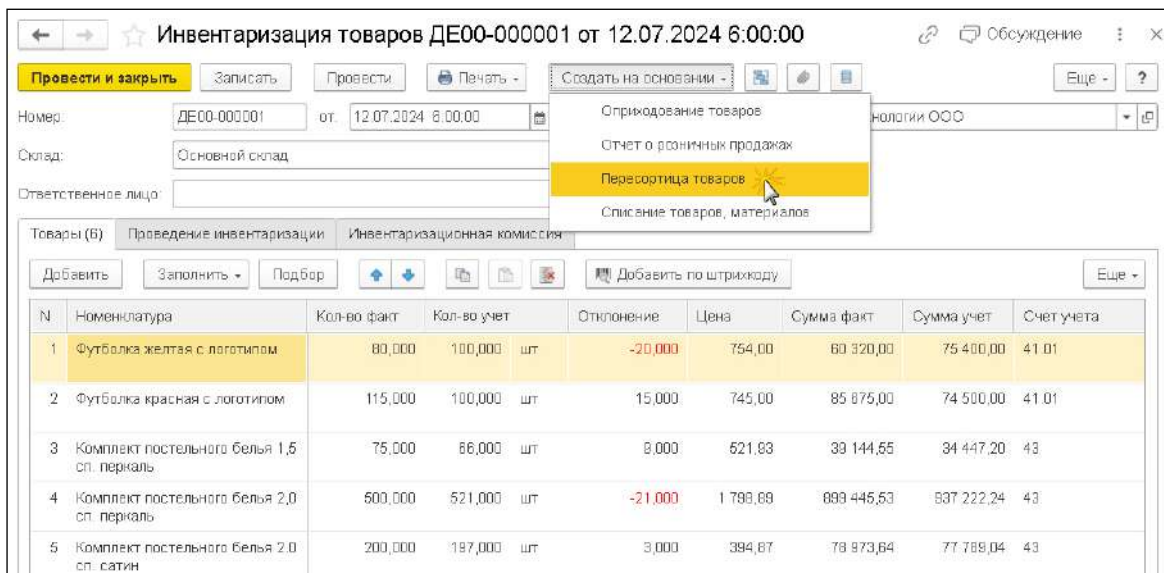 Инвентаризация товаров ДЕ00-000001 от 12.07.2024 6:00:00 Обсуждение
Провести и закрыть Записать Провести Печать Создать на основании Еще ?
Номер: ДЕ00-000001 от: 12.07.2024 6:00:00 нологии ООО
Склад: Основной склад
Ответственное лицо:
Оприходование товаров
Отчет о розничных продажах
Пересортица товаров
Списание товаров, материалов
Товары (6) Проведение инвентаризации Инвентаризационная комиссия
Добавить Заполнить Подбор Добавить по штрихкоду Еще
N Номенклатура Кол-во факт Кол-во учет Отклонение Цена Сумма факт Сумма учет Счет учета
1 Футболка желтая с логотипом 80,000 100,000 шт -20,000 754,00 60 320,00 75 400,00 41.01
2 Футболка красная с логотипом 115,000 100,000 шт 15,000 745,00 85 675,00 74 500,00 41.01
3 Комплект постельного белья 1,5 75,000 66,000 шт 9,000 521,93 39 144,55 34 447,20 43
сп. перкаль
4 Комплект постельного белья 2,0 500,000 521,000 шт -21,000 1 798,89 899 445,53 937 222,24 43
сп. перкаль
5 Комплект постельного белья 2.0 200,000 197,000 шт 3,000 394,87 78 973,64 77 789,04 43
сп. сатин